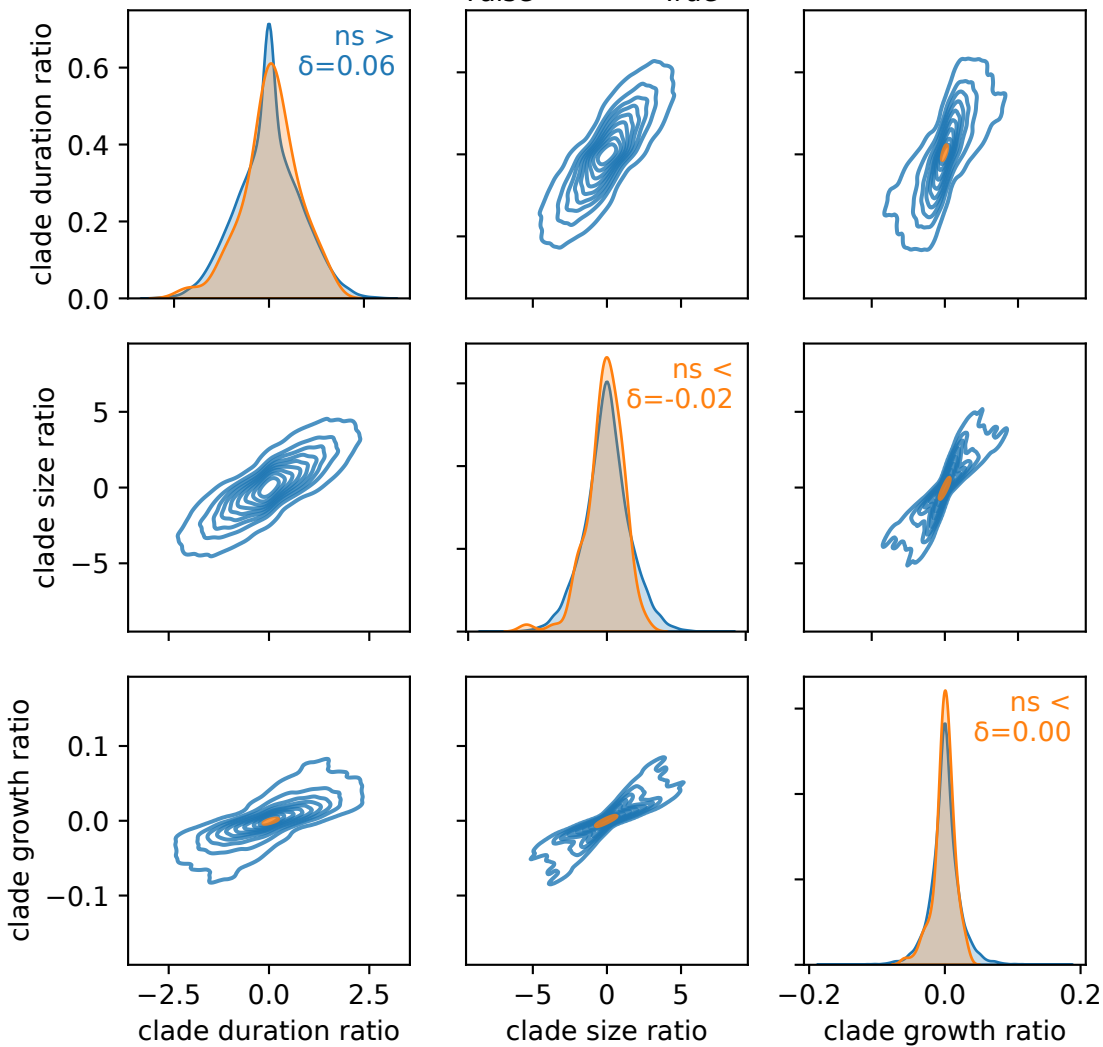 clade duration ratio
0.6
0.4
0.2
0.0
ns >
δ=0.06
clade size ratio
5
0
−5
ns <
δ=-0.02
clade growth ratio
0.1
0.0
−0.1
ns <
δ=0.00
−2.5 0.0 2.5
−5 0 5
−0.2 0.0 0.2
clade duration ratio
clade size ratio
clade growth ratio